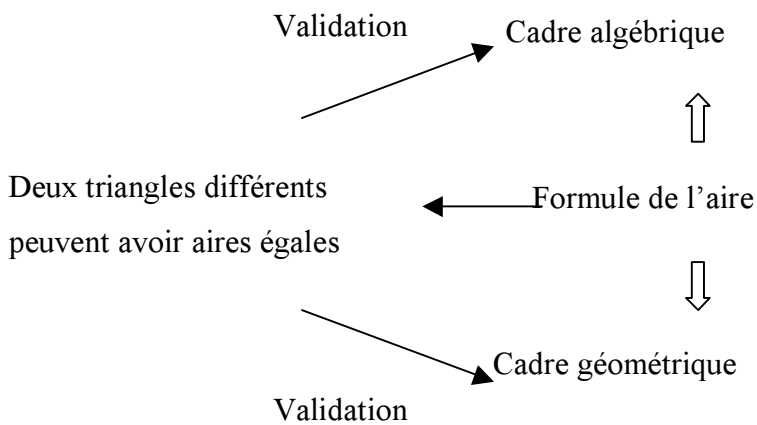 Validation
Cadre algébrique
Deux triangles différents
peuvent avoir aires égales
Formule de l’aire
Cadre géométrique
Validation